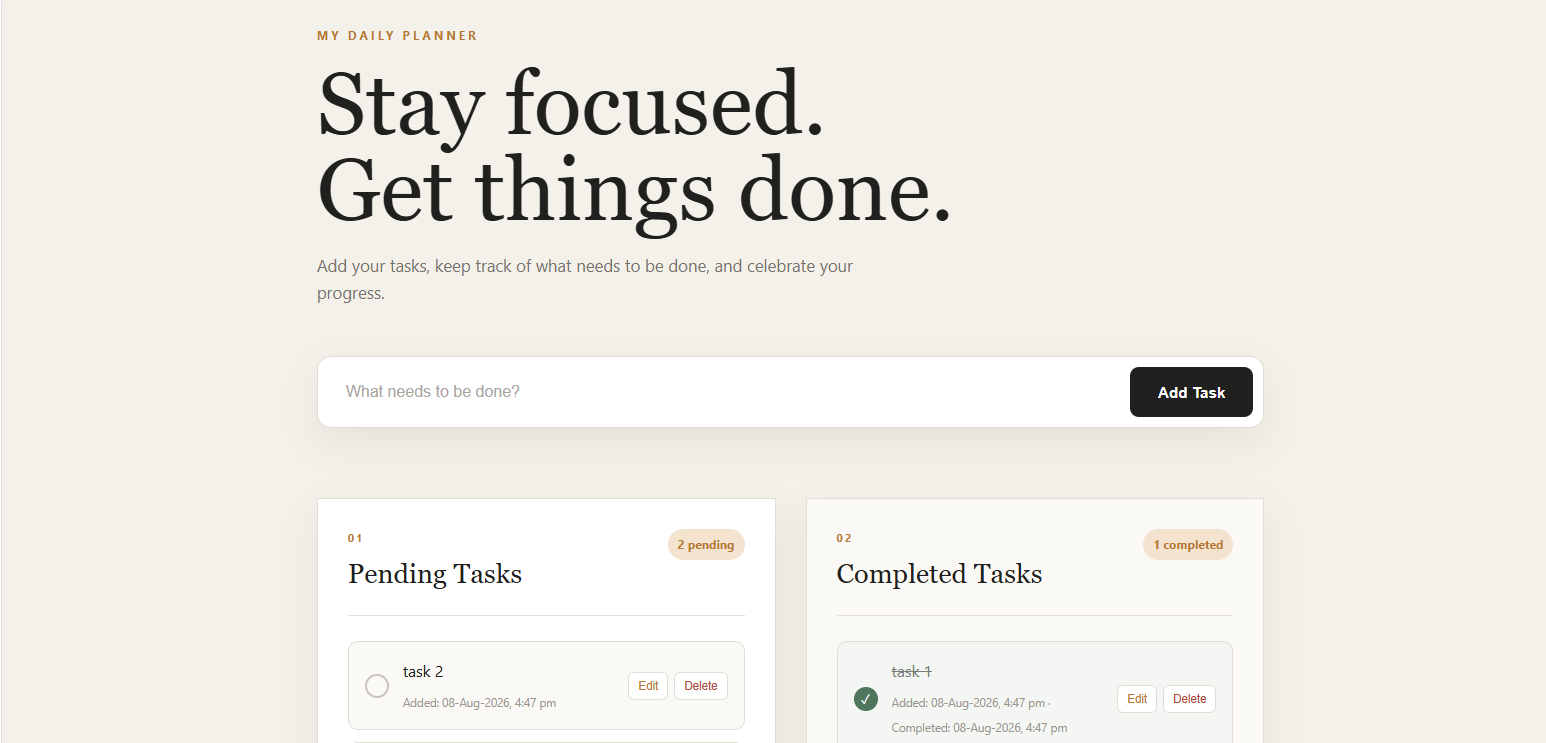 MY DAILY PLANNER
Stay focused.
Get things done.
Add your tasks, keep track of what needs to be done, and celebrate your
progress.
What needs to be done?
Add Task
01
2 pending
Pending Tasks
task 2
Added: 08-Aug-2026, 4:47 pm
Edit
Delete
02
1 completed
Completed Tasks
✓
task 1
Added: 08-Aug-2026, 4:47 pm ·
Completed: 08-Aug-2026, 4:47 pm
Edit
Delete